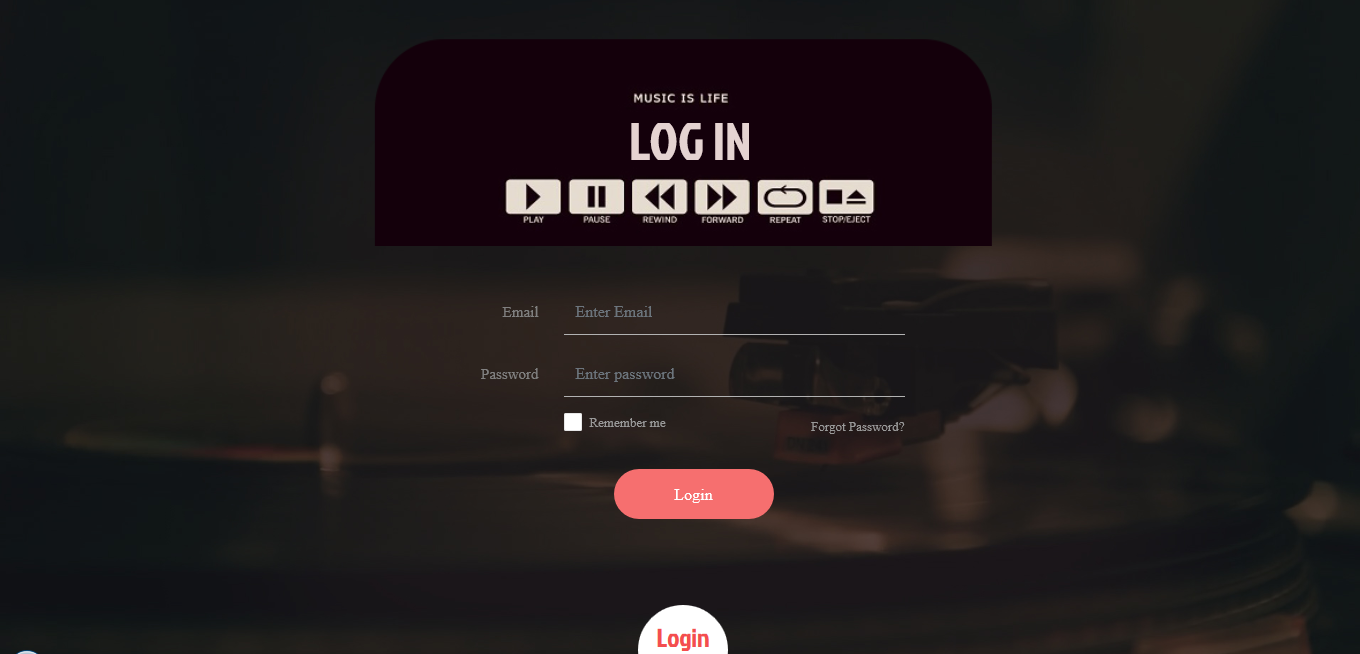 MUSIC IS LIFE
LOG IN
PLAY PAUSE REWIND FORWARD REPEAT STOP/EJECT
Email Enter Email
Password Enter password
Remember me Forgot Password?
Login
Login